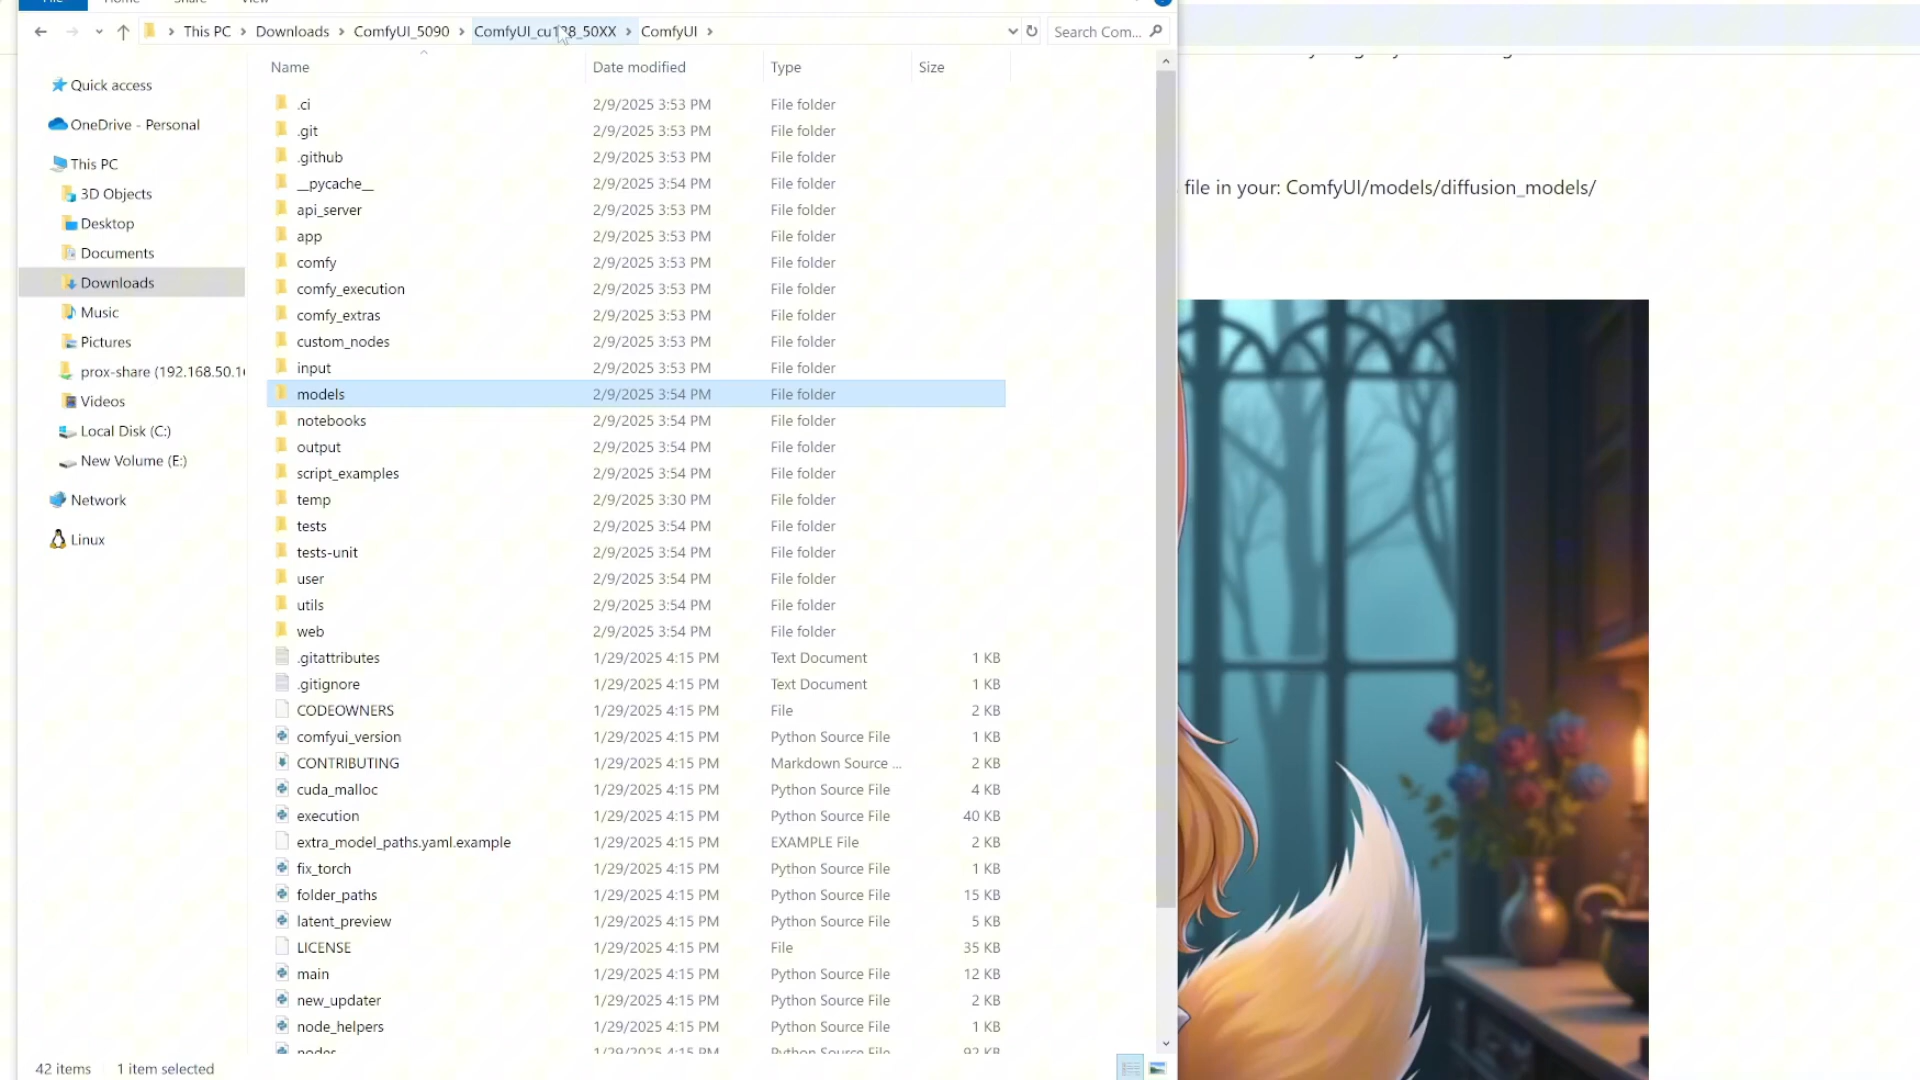 This PC > Downloads > ComfyUI_5090 > ComfyUI_cu128_50XX > ComfyUI >
Search Com...
Name Date modified Type Size
Quick access
OneDrive - Personal
This PC
3D Objects
Desktop
Documents
Downloads
Music
Pictures
prox-share (192.168.50.1
Videos
Local Disk (C:)
New Volume (E:)
Network
Linux
.ci 2/9/2025 3:53 PM File folder
.git 2/9/2025 3:53 PM File folder
.github 2/9/2025 3:53 PM File folder
__pycache__ 2/9/2025 3:54 PM File folder
api_server 2/9/2025 3:53 PM File folder
app 2/9/2025 3:53 PM File folder
comfy 2/9/2025 3:53 PM File folder
comfy_execution 2/9/2025 3:53 PM File folder
comfy_extras 2/9/2025 3:53 PM File folder
custom_nodes 2/9/2025 3:53 PM File folder
input 2/9/2025 3:53 PM File folder
models 2/9/2025 3:54 PM File folder
notebooks 2/9/2025 3:54 PM File folder
output 2/9/2025 3:54 PM File folder
script_examples 2/9/2025 3:54 PM File folder
temp 2/9/2025 3:30 PM File folder
tests 2/9/2025 3:54 PM File folder
tests-unit 2/9/2025 3:54 PM File folder
user 2/9/2025 3:54 PM File folder
utils 2/9/2025 3:54 PM File folder
web 2/9/2025 3:54 PM File folder
.gitattributes 1/29/2025 4:15 PM Text Document 1 KB
.gitignore 1/29/2025 4:15 PM Text Document 1 KB
CODEOWNERS 1/29/2025 4:15 PM File 2 KB
comfyui_version 1/29/2025 4:15 PM Python Source File 1 KB
CONTRIBUTING 1/29/2025 4:15 PM Markdown Source ... 2 KB
cuda_malloc 1/29/2025 4:15 PM Python Source File 4 KB
execution 1/29/2025 4:15 PM Python Source File 40 KB
extra_model_paths.yaml.example 1/29/2025 4:15 PM EXAMPLE File 2 KB
fix_torch 1/29/2025 4:15 PM Python Source File 1 KB
folder_paths 1/29/2025 4:15 PM Python Source File 15 KB
latent_preview 1/29/2025 4:15 PM Python Source File 5 KB
LICENSE 1/29/2025 4:15 PM File 35 KB
main 1/29/2025 4:15 PM Python Source File 12 KB
new_updater 1/29/2025 4:15 PM Python Source File 2 KB
node_helpers 1/29/2025 4:15 PM Python Source File 1 KB
nodes 1/29/2025 4:15 PM Python Source File 92 KB
42 items 1 item selected
file in your: ComfyUI/models/diffusion_models/